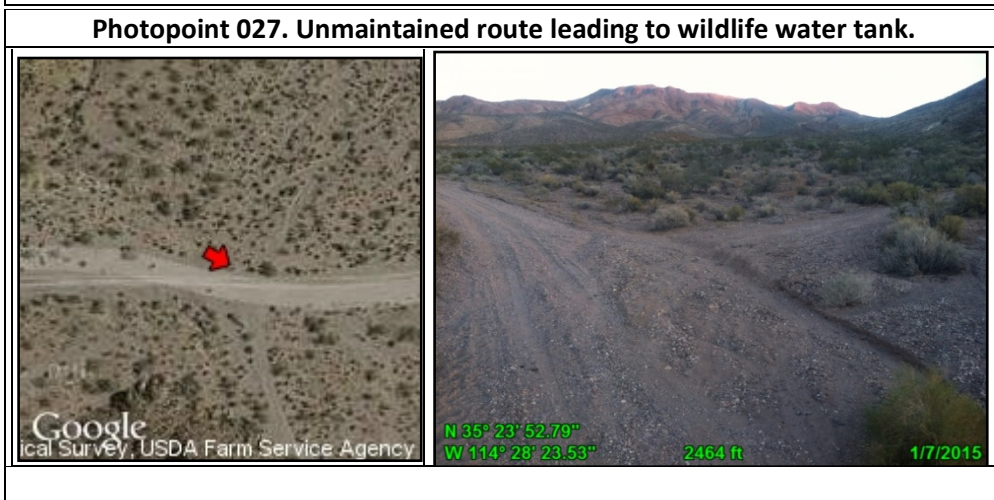 Photopoint 027. Unmaintained route leading to wildlife water tank.
Google
ical Survey, USDA Farm Service Agency
N 35° 23' 52.79"
W 114° 28' 23.53"
2464 ft
1/7/2015